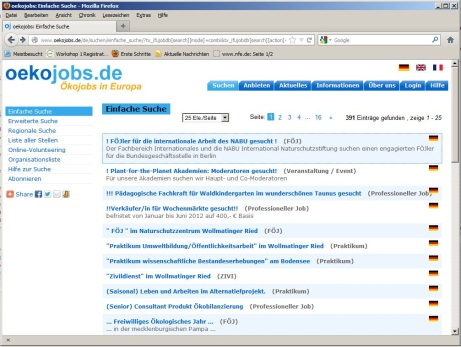 oekojobs: Einfache Suche - Mozilla Firefox
Datei Bearbeiten Ansicht Chronik Lesezeichen Extras Hilfe
oekojobs: Einfache Suche
Google
Meistbesucht Workshop 1 Registrat... Erste Schritte Aktuelle Nachrichten www.nfe.de: Seite 1/2
oekojobs.de
Ökojobs in Europa
Suchen Anbieten Aktuelles Informationen Über uns Login Hilfe
Einfache Suche
Erweiterte Suche
Regionale Suche
Liste aller Stellen
Online-Volunteering
Organisationsliste
Hilfe zur Suche
Abonnieren
Share
Einfache Suche
25 Ele./Seite Seite: 1 2 3 4 ... 16 » 391 Einträge gefunden , zeige 1 - 25
! FÖJler für die internationale Arbeit des NABU gesucht ! (FÖJ)
Der Fachbereich Internationales und die NABU International Naturschutzstiftung suchen einen engagierten FÖJler für die Bundesgeschäftsstelle in Berlin
! Plant-for-the-Planet Akademien: Moderatoren gesucht! (Veranstaltung / Event)
Für unsere Akademien suchen wir Haupt- und Co-Moderatoren
!!! Pädagogische Fachkraft für Waldkindergarten im wunderschönen Taunus gesucht (Professioneller Job)
!!Verkäufer/in für Wochenmärkte gesucht!! (Professioneller Job)
befristet von Januar bis Juni 2012 auf 400,- € Basis
" FÖJ " im Naturschutzzentrum Wollmatinger Ried (FÖJ)
"Praktikum Umweltbildung/Öffentlichkeitsarbeit" im Wollmatinger Ried (Praktikum)
"Praktikum wissenschaftliche Bestandeserhebungen" am Bodensee (Praktikum)
"Zivildienst" im Wollmatinger Ried (ZIVI)
(Saisonal) Leben und Arbeiten im Alternativprojekt. (Praktikum)
(Senior) Consultant Produkt Ökobilanzierung (Professioneller Job)
... Freiwilliges Ökologisches Jahr ... (FÖJ)
... in der mecklenburgischen Pampa ...